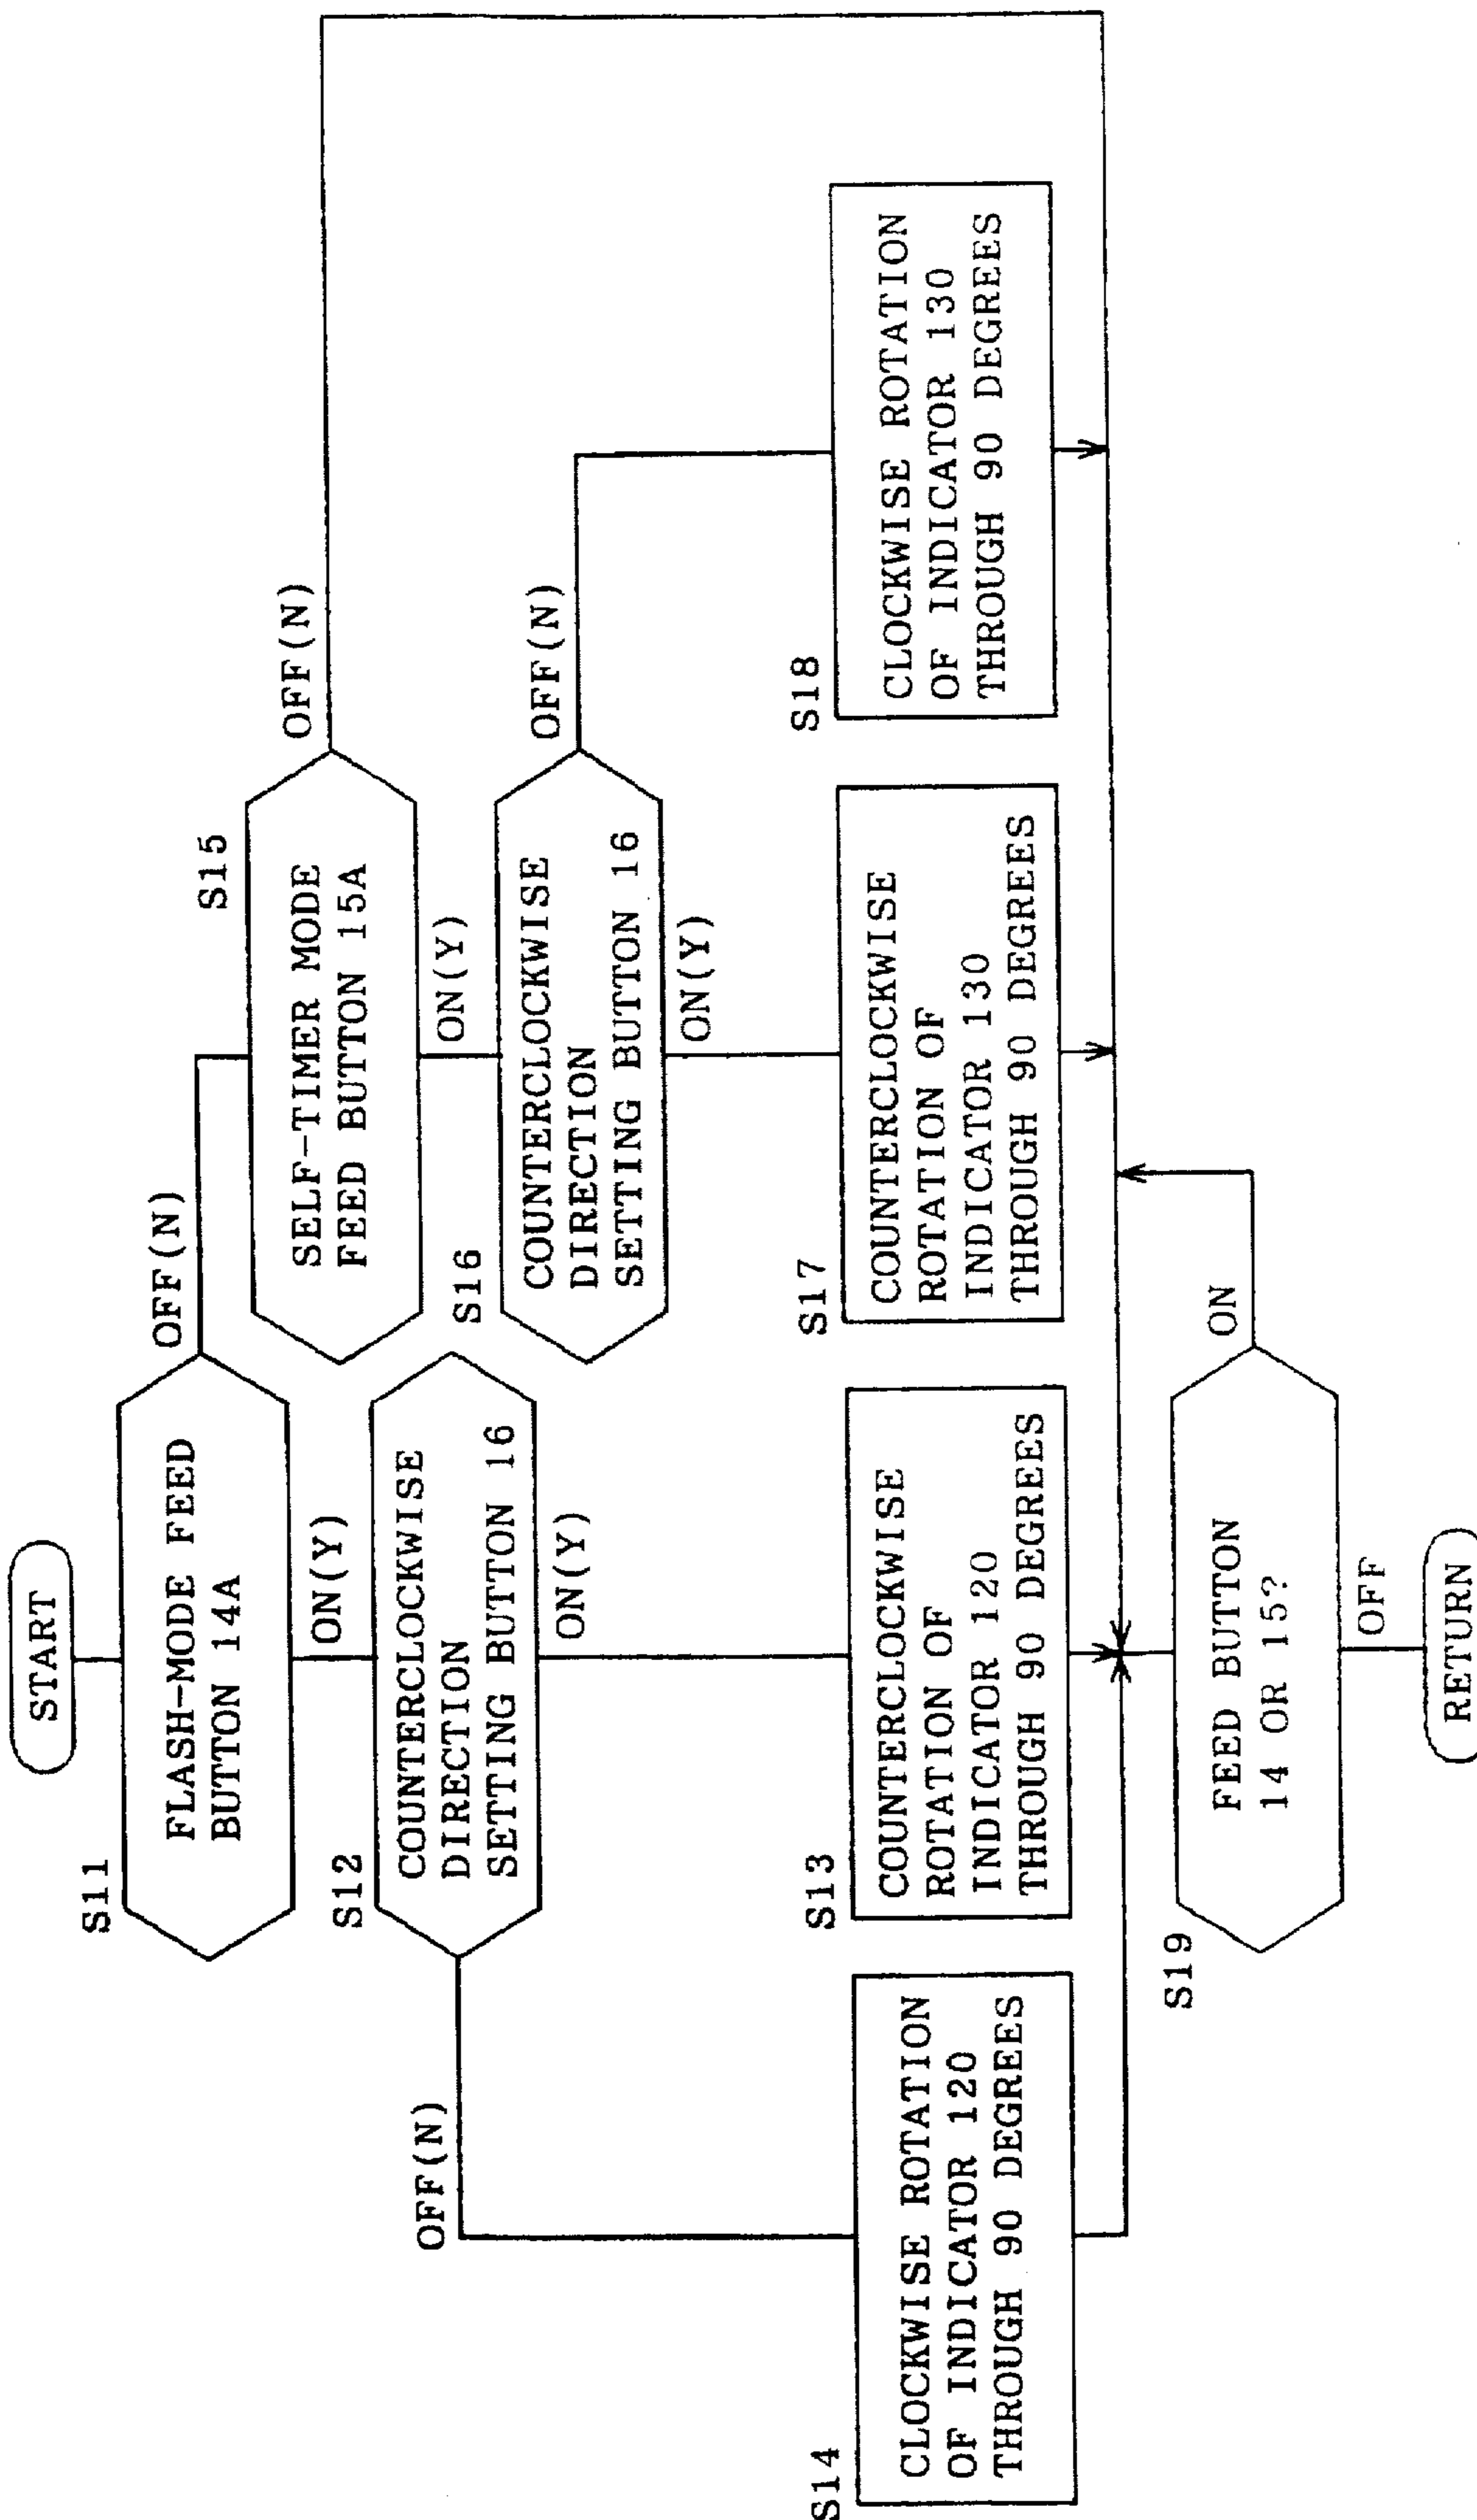 START
S11
FLASH-MODE FEED
BUTTON 14A
OFF(N)
ON(Y)
S12
COUNTERCLOCKWISE
DIRECTION
SETTING BUTTON 16
OFF(N)
ON(Y)
S15
SELF-TIMER MODE
FEED BUTTON 15A
OFF(N)
ON(Y)
S16
COUNTERCLOCKWISE
DIRECTION
SETTING BUTTON 16
OFF(N)
ON(Y)
S14
CLOCKWISE ROTATION
OF INDICATOR 120
THROUGH 90 DEGREES
S13
COUNTERCLOCKWISE
ROTATION OF
INDICATOR 120
THROUGH 90 DEGREES
S17
COUNTERCLOCKWISE
ROTATION OF
INDICATOR 130
THROUGH 90 DEGREES
S18
CLOCKWISE ROTATION
OF INDICATOR 130
THROUGH 90 DEGREES
S19
FEED BUTTON
14 OR 15?
ON
OFF
RETURN